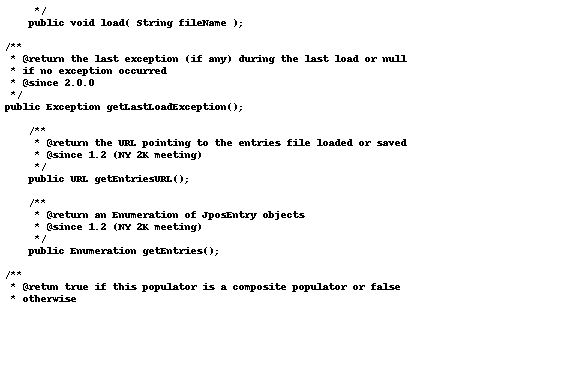 */
public void load( String fileName );
/**
* @return the last exception (if any) during the last load or null
* if no exception occurred
* @since 2.0.0
*/
public Exception getLastLoadException();
/**
* @return the URL pointing to the entries file loaded or saved
* @since 1.2 (NY 2K meeting)
*/
public URL getEntriesURL();
/**
* @return an Enumeration of JposEntry objects
* @since 1.2 (NY 2K meeting)
*/
public Enumeration getEntries();
/**
* @retun true if this populator is a composite populator or false
* otherwise